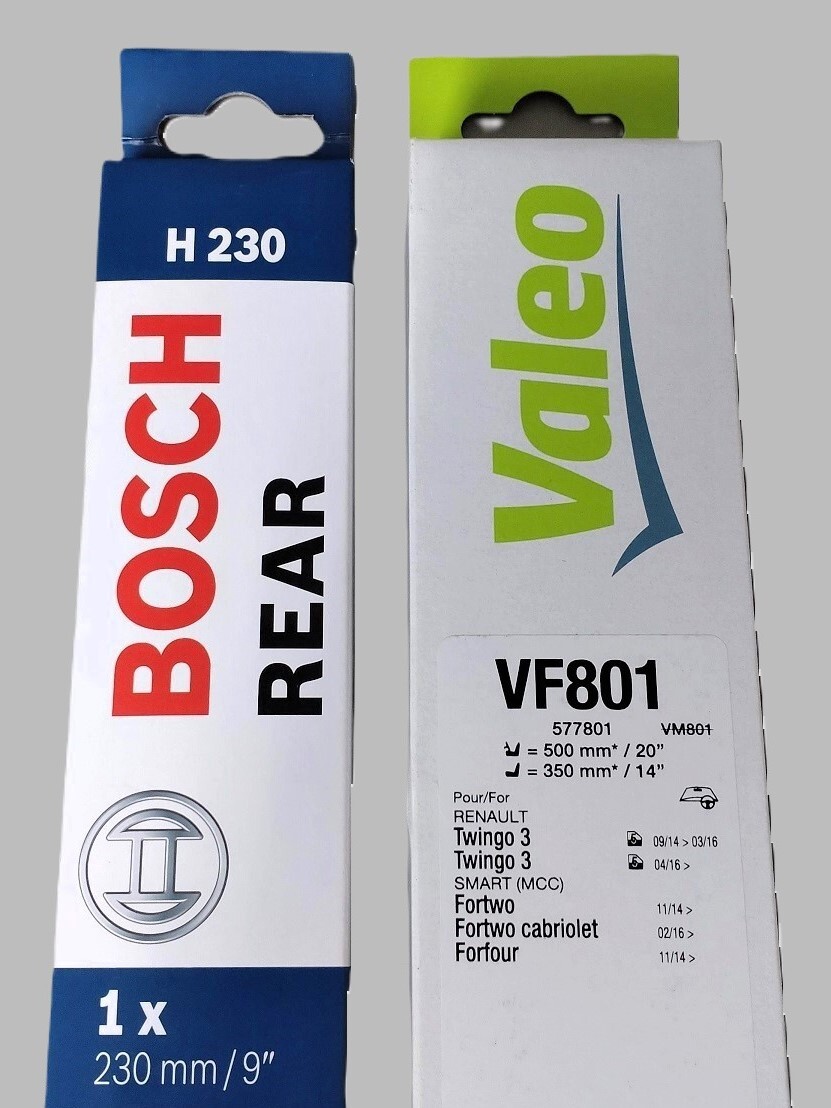 H 230
BOSCH
REAR
1 x
230 mm / 9"
Valeo
VF801
577801 VM801
= 500 mm* / 20"
= 350 mm* / 14"
Pour/For
RENAULT
Twingo 3 09/14 > 03/16
Twingo 3 04/16 >
SMART (MCC)
Fortwo 11/14 >
Fortwo cabriolet 02/16 >
Forfour 11/14 >